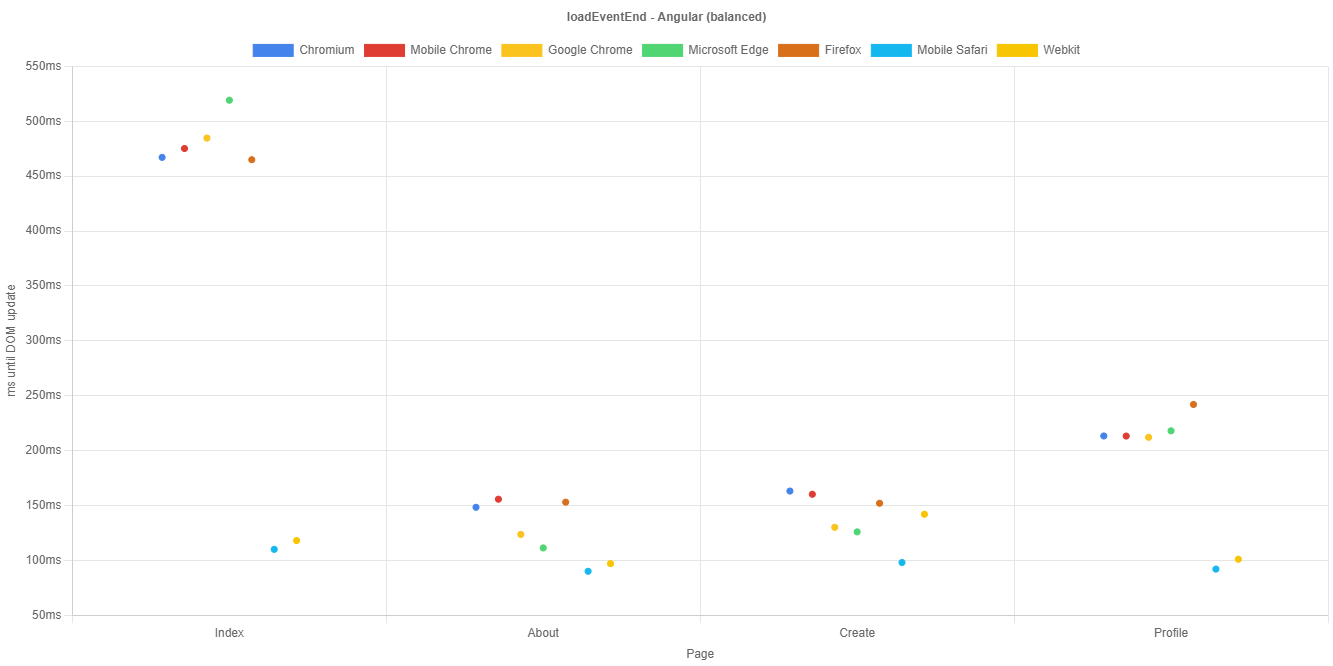 loadEventEnd - Angular (balanced)
Chromium Mobile Chrome Google Chrome Microsoft Edge Firefox Mobile Safari Webkit
550ms
500ms
450ms
400ms
350ms
300ms
250ms
200ms
150ms
100ms
50ms
ms until DOM update
Index About Create Profile
Page